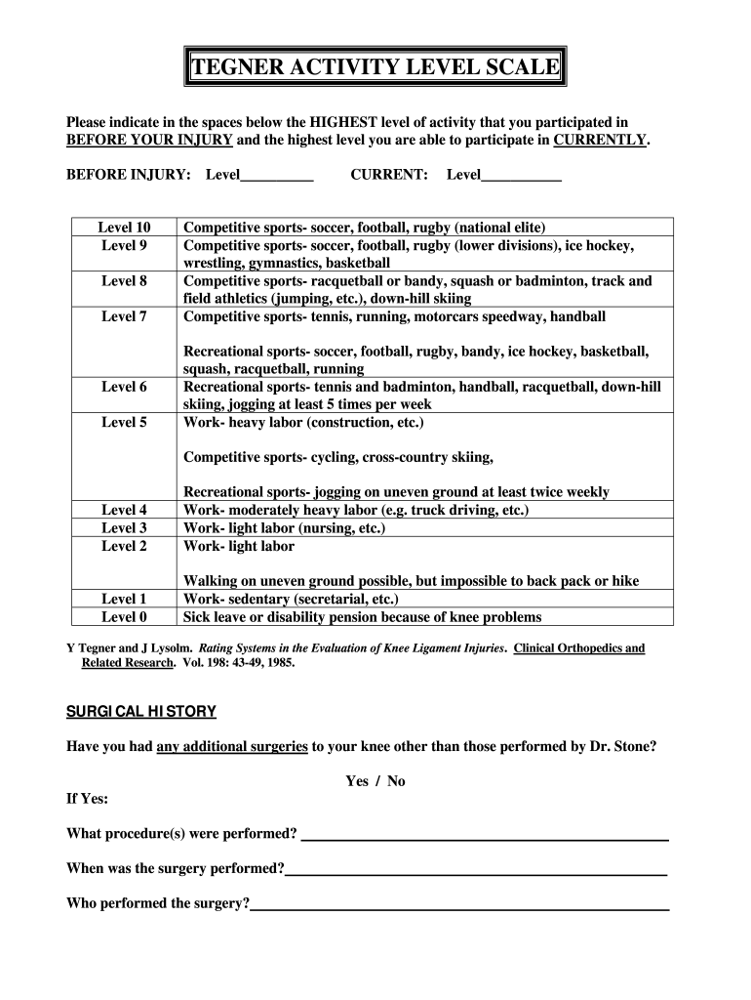 TEGNER ACTIVITY LEVEL SCALE
Please indicate in the spaces below the HIGHEST level of activity that you participated in
BEFORE YOUR INJURY and the highest level you are able to participate in CURRENTLY.
BEFORE INJURY: Level__________ CURRENT: Level___________
Level 10 Competitive sports- soccer, football, rugby (national elite)
Level 9 Competitive sports- soccer, football, rugby (lower divisions), ice hockey,
wrestling, gymnastics, basketball
Level 8 Competitive sports- racquetball or bandy, squash or badminton, track and
field athletics (jumping, etc.), down-hill skiing
Level 7 Competitive sports- tennis, running, motorcars speedway, handball
Recreational sports- soccer, football, rugby, bandy, ice hockey, basketball,
squash, racquetball, running
Level 6 Recreational sports- tennis and badminton, handball, racquetball, down-hill
skiing, jogging at least 5 times per week
Level 5 Work- heavy labor (construction, etc.)
Competitive sports- cycling, cross-country skiing,
Recreational sports- jogging on uneven ground at least twice weekly
Level 4 Work- moderately heavy labor (e.g. truck driving, etc.)
Level 3 Work- light labor (nursing, etc.)
Level 2 Work- light labor
Walking on uneven ground possible, but impossible to back pack or hike
Level 1 Work- sedentary (secretarial, etc.)
Level 0 Sick leave or disability pension because of knee problems
Y Tegner and J Lysolm. Rating Systems in the Evaluation of Knee Ligament Injuries. Clinical Orthopedics and
Related Research. Vol. 198: 43-49, 1985.
SURGICAL HISTORY
Have you had any additional surgeries to your knee other than those performed by Dr. Stone?
Yes / No
If Yes:
What procedure(s) were performed? ____________________
When was the surgery performed?____________________
Who performed the surgery?____________________